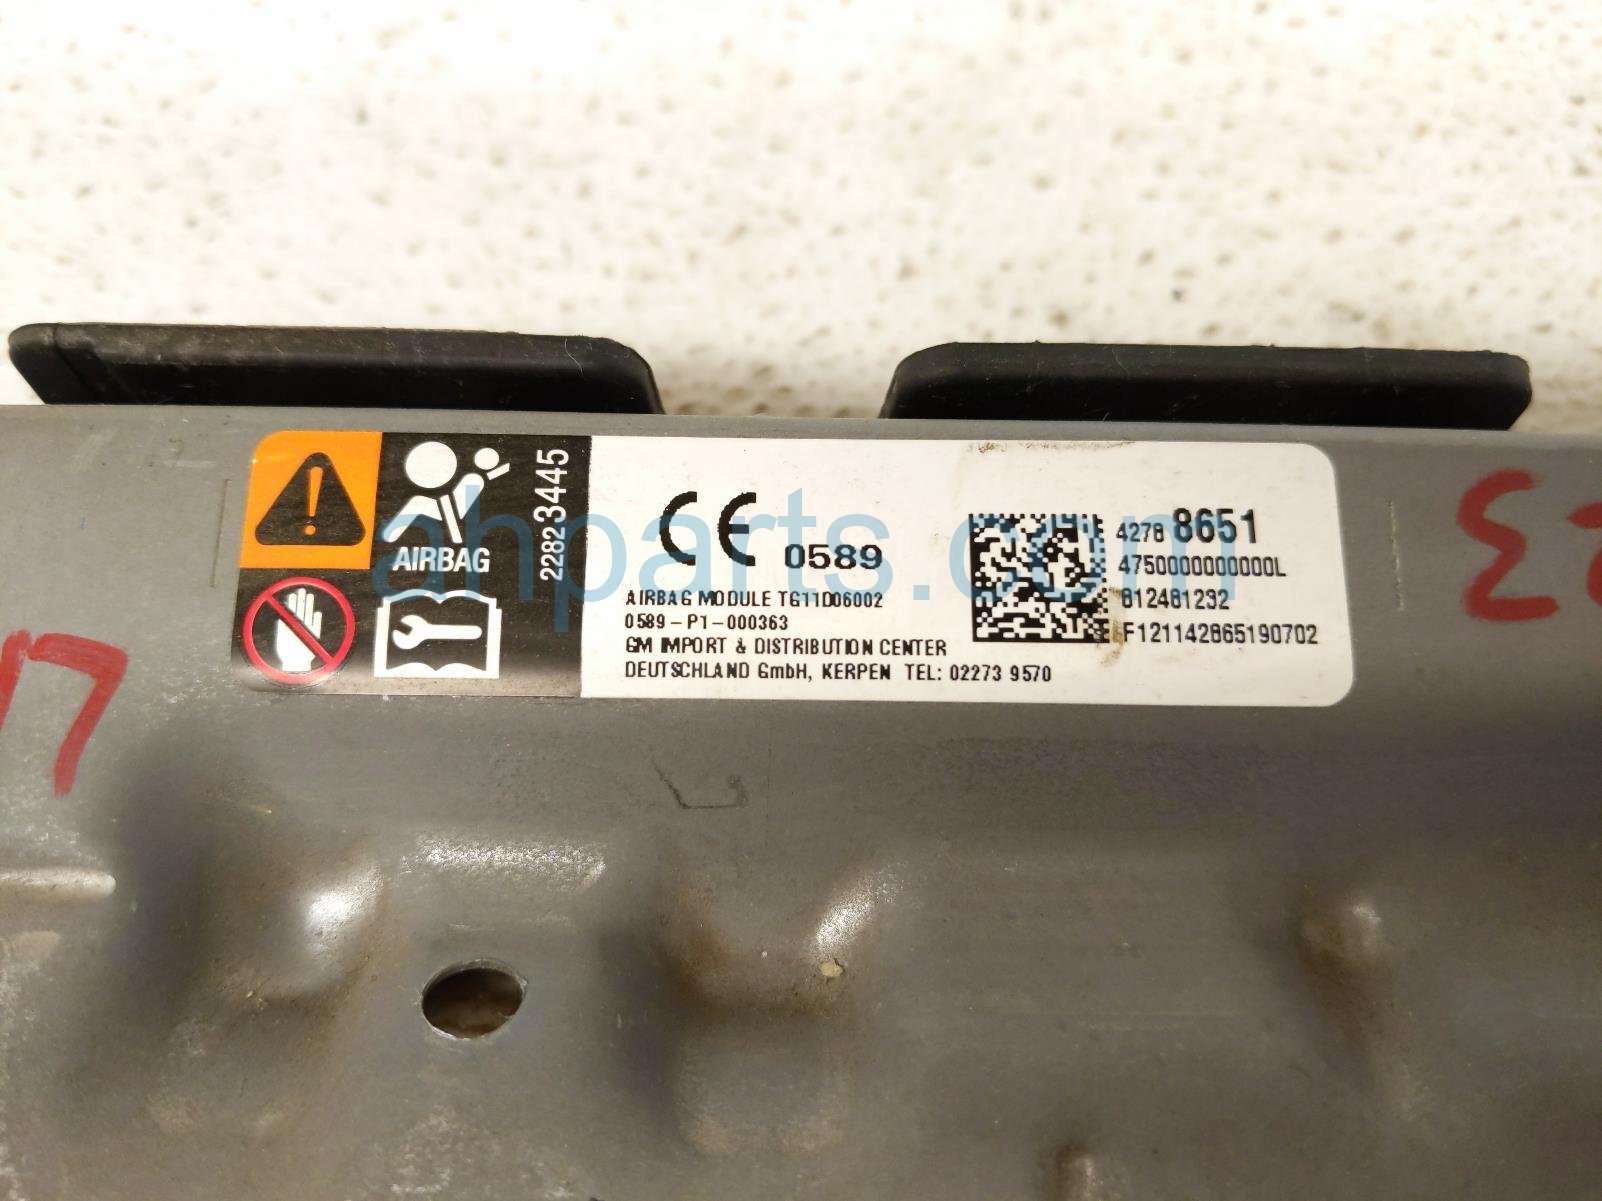 AIRBAG
22823445
CE 0589
AIRBAG MODULE TG11D06002
0589-P1-000363
GM IMPORT & DISTRIBUTION CENTER
DEUTSCHLAND GmbH, KERPEN TEL: 02273 9570
4278 8651
4750000000000L
812481232
F121142865190702
ahparts.com